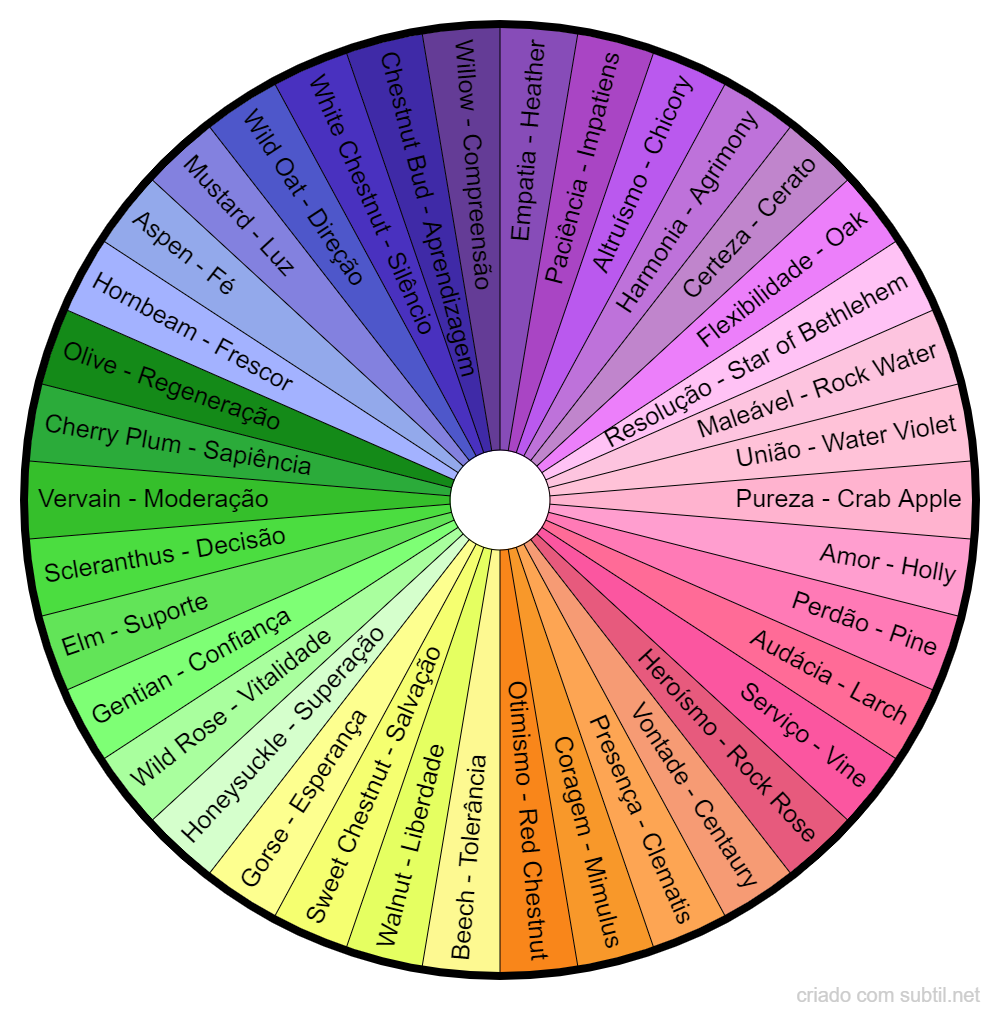 Empatia - Heather
Paciência - Impatiens
Altruísmo - Chicory
Harmonia - Agrimony
Certeza - Cerato
Flexibilidade - Oak
Resolução - Star of Bethlehem
Maleável - Rock Water
União - Water Violet
Pureza - Crab Apple
Amor - Holly
Perdão - Pine
Audácia - Larch
Serviço - Vine
Heroísmo - Rock Rose
Vontade - Centaury
Presença - Clematis
Coragem - Mimulus
Otimismo - Red Chestnut
Beech - Tolerância
Walnut - Liberdade
Sweet Chestnut - Salvação
Gorse - Esperança
Honeysuckle - Superação
Wild Rose - Vitalidade
Gentian - Confiança
Elm - Suporte
Scleranthus - Decisão
Vervain - Moderação
Cherry Plum - Sapiência
Olive - Regeneração
Hornbeam - Frescor
Aspen - Fé
Mustard - Luz
Wild Oat - Direção
White Chestnut - Silêncio
Chestnut Bud - Aprendizagem
Willow - Compreensão
criado com subtil.net